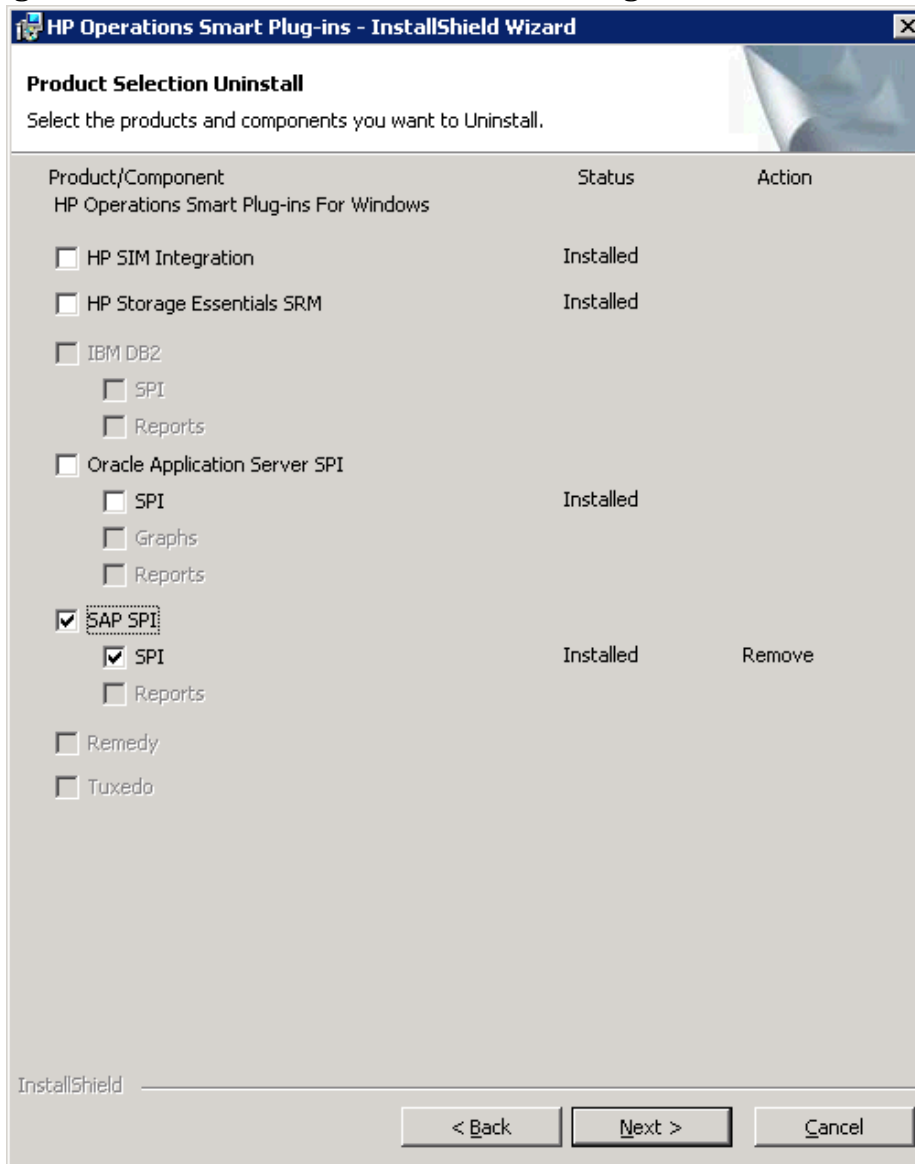 HP Operations Smart Plug-ins - InstallShield Wizard
Product Selection Uninstall
Select the products and components you want to Uninstall.
Product/Component Status Action
HP Operations Smart Plug-ins For Windows
HP SIM Integration Installed
HP Storage Essentials SRM Installed
IBM DB2
SPI
Reports
Oracle Application Server SPI
SPI Installed
Graphs
Reports
SAP SPI
SPI Installed Remove
Reports
Remedy
Tuxedo
InstallShield
< Back Next > Cancel